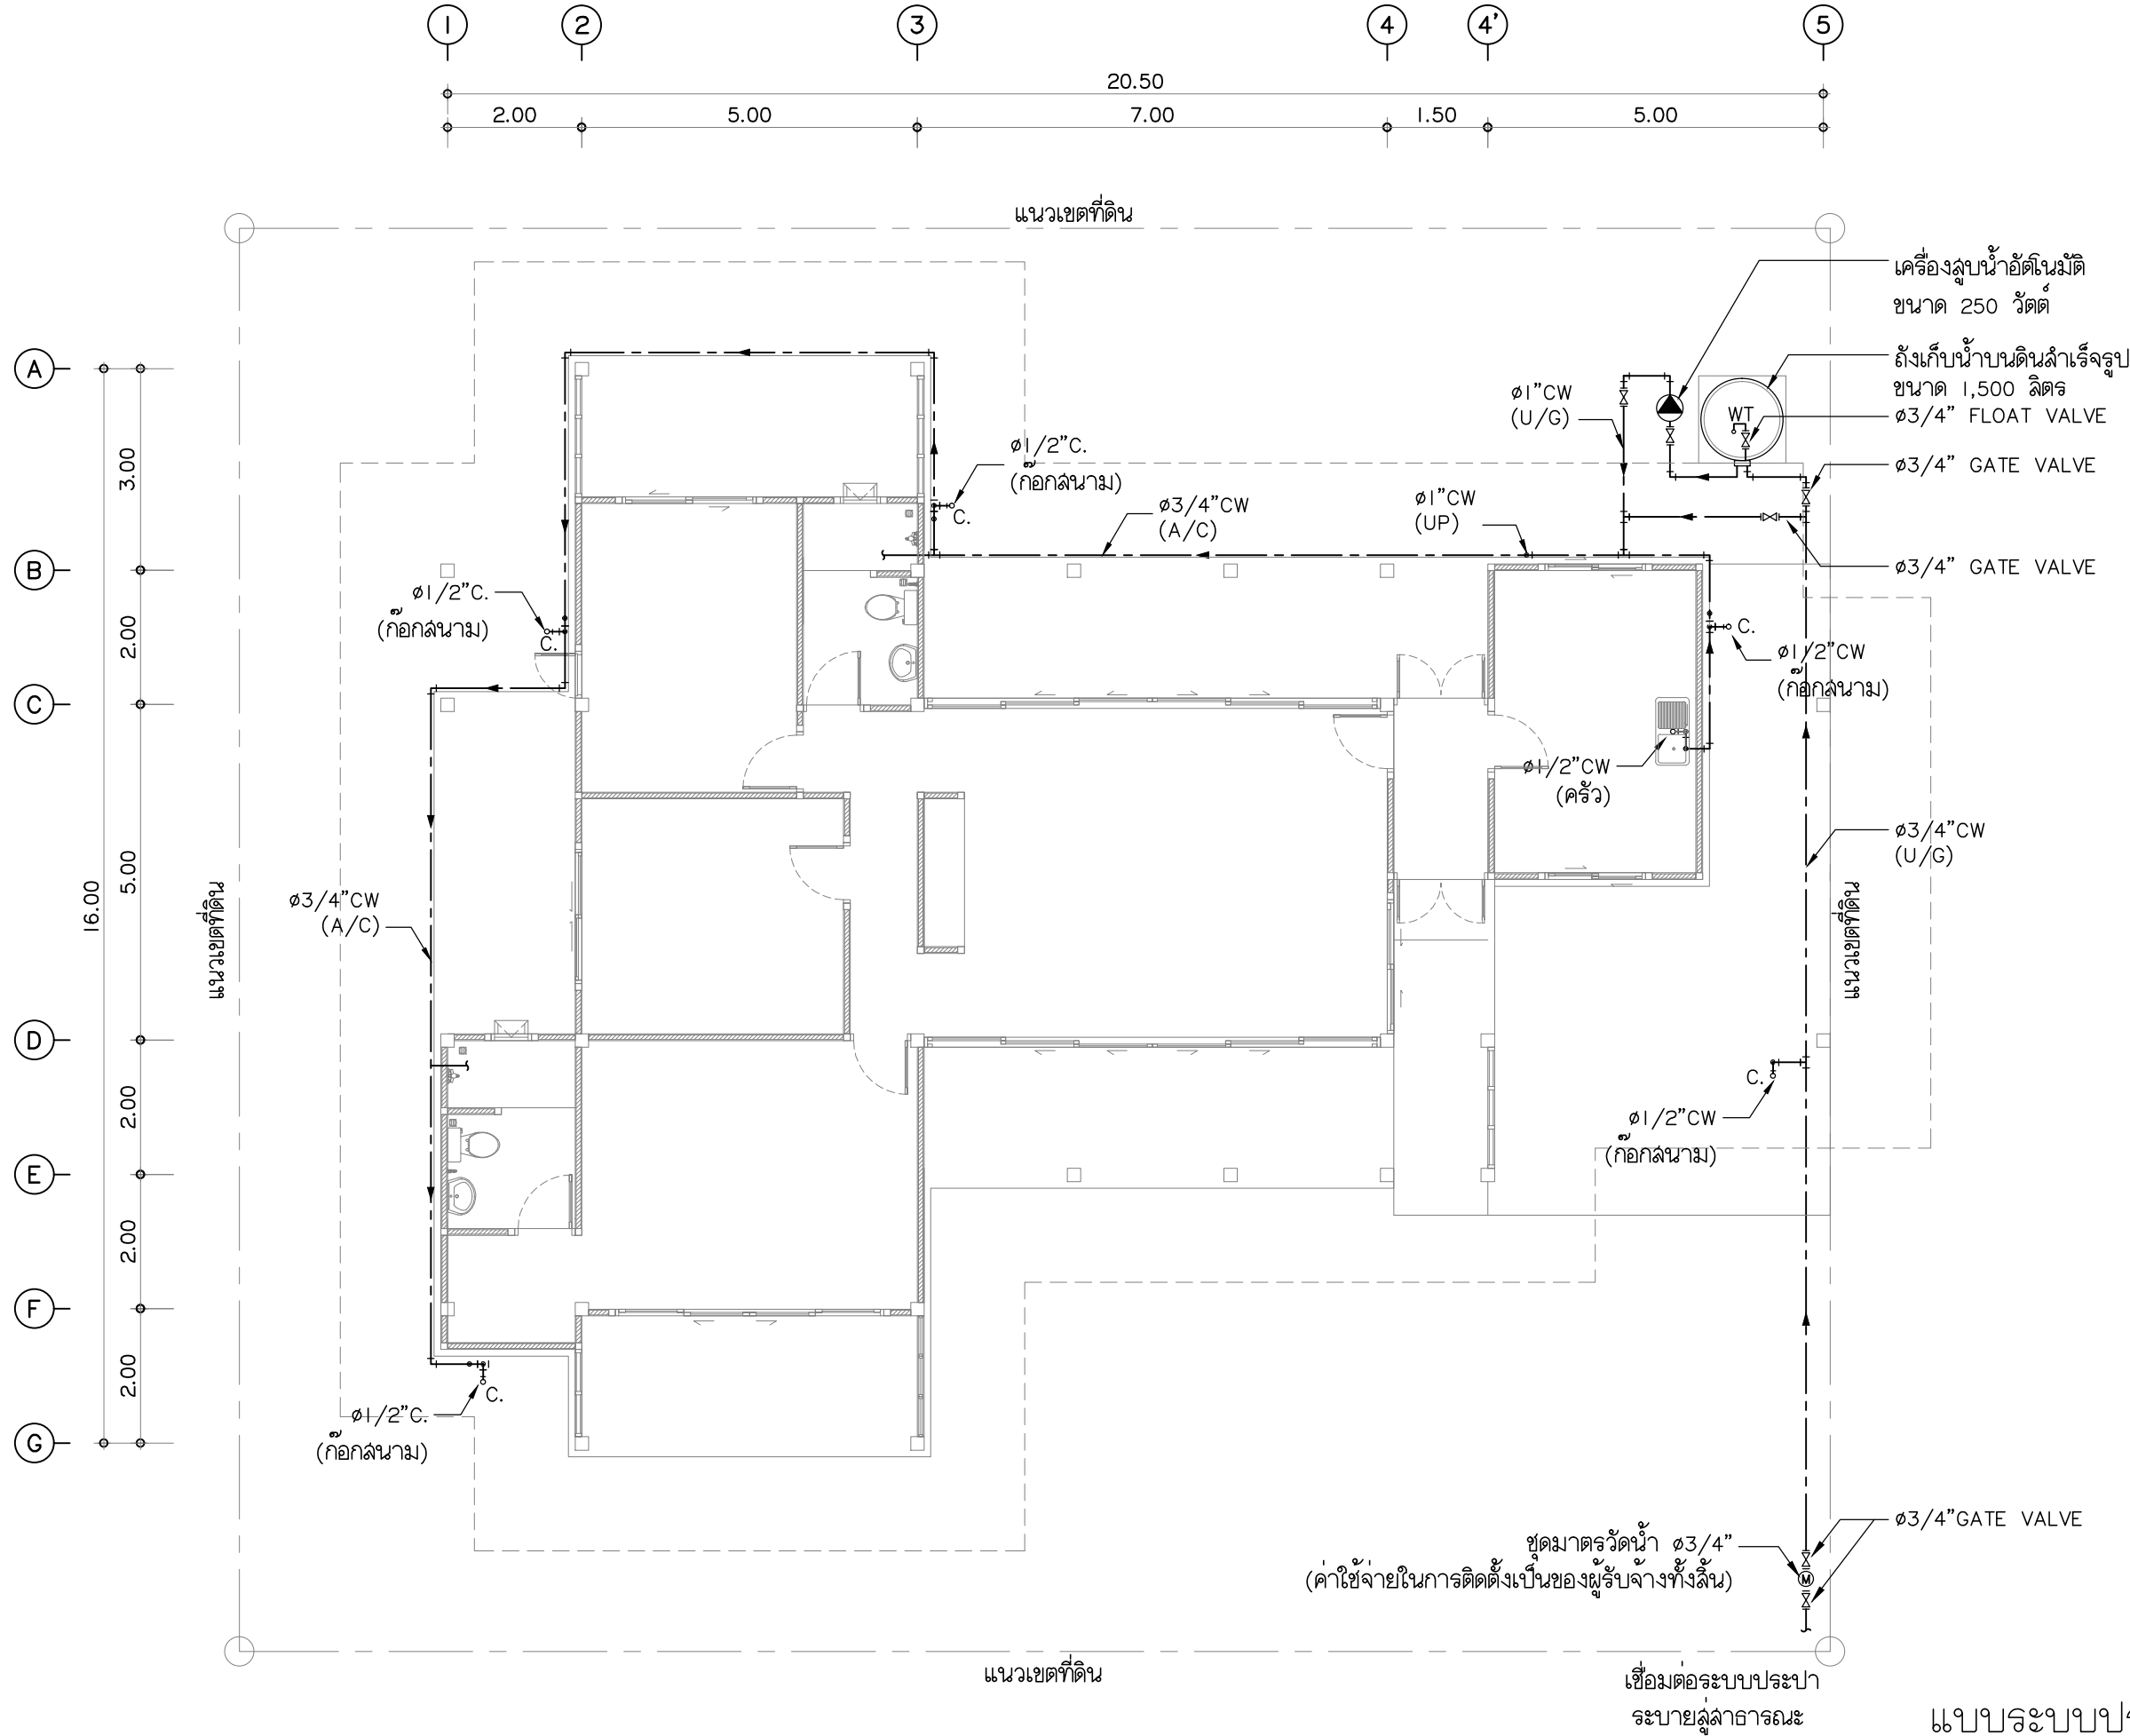 1 2 3 4 4' 5
20.50
2.00 5.00 7.00 1.50 5.00
แนวเขตที่ดิน
เครื่องสูบน้ำอัตโนมัติ
ขนาด 250 วัตต์
ถังเก็บน้ำบนดินสำเร็จรูป
ขนาด 1,500 ลิตร
ø3/4" FLOAT VALVE
WT
ø1"CW
(U/G)
A
ø1/2"C.
(ก๊อกสนาม)
C.
3.00
ø3/4" GATE VALVE
ø3/4"CW
(A/C)
ø1"CW
(UP)
B
ø3/4" GATE VALVE
ø1/2"C.
(ก๊อกสนาม)
C.
2.00
C.
ø1/2"CW
(ก๊อกสนาม)
C
ø1/2"CW
(ครัว)
ø3/4"CW
(U/G)
5.00
16.00
ø3/4"CW
(A/C)
แนวเขตที่ดิน
แนวเขตที่ดิน
D
C.
ø1/2"CW
(ก๊อกสนาม)
2.00
E
2.00
F
2.00
C.
ø1/2"C.
(ก๊อกสนาม)
G
ø3/4"GATE VALVE
ชุดมาตรวัดน้ำ ø3/4"
(ค่าใช้จ่ายในการติดตั้งเป็นของผู้รับจ้างทั้งสิ้น)
M
แนวเขตที่ดิน
เชื่อมต่อระบบประปา
ระบายสู่สาธารณะ